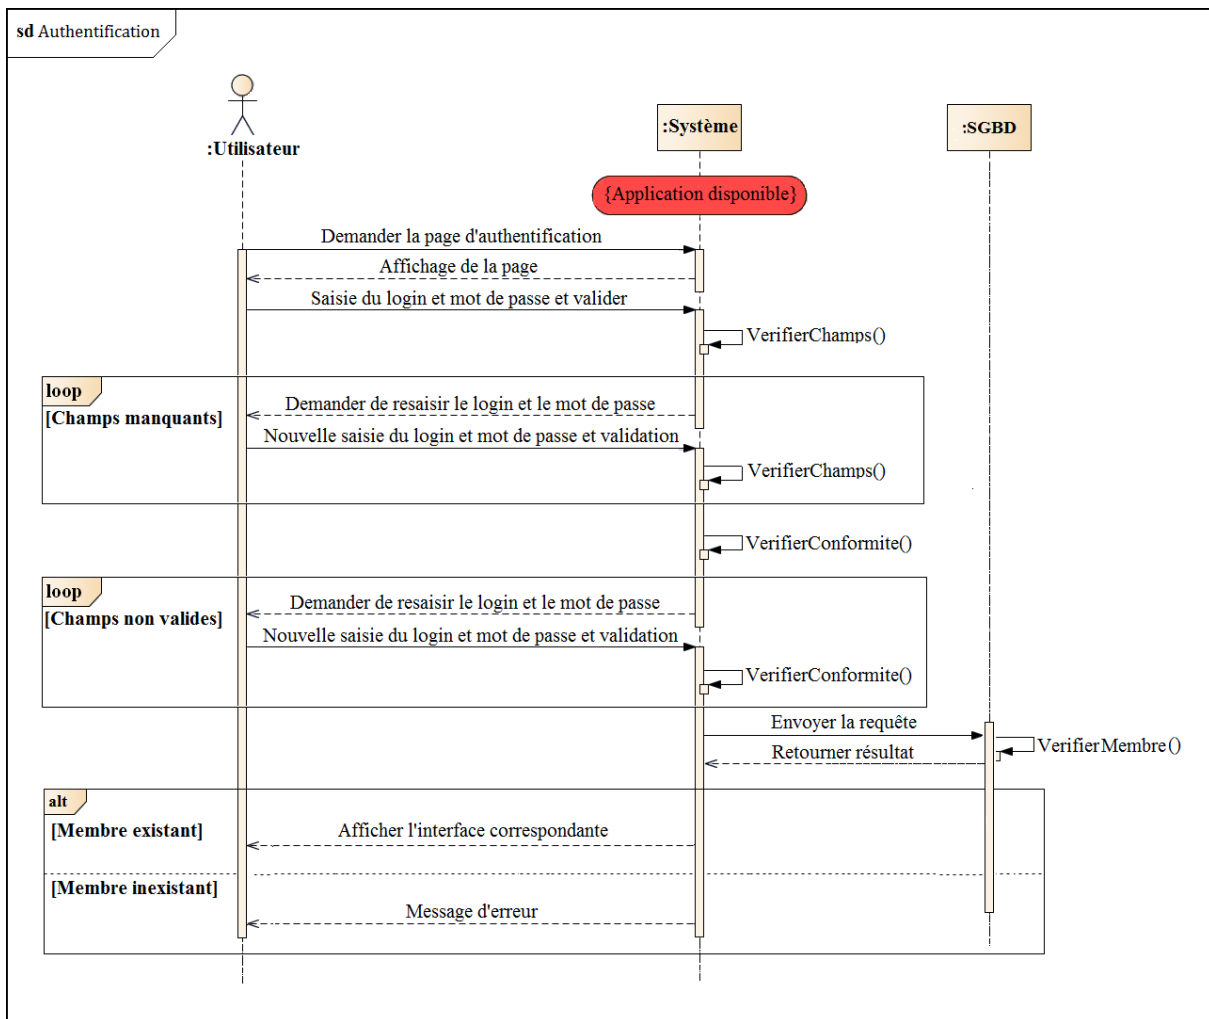 sd Authentification
:Utilisateur
:Système
:SGBD
{Application disponible}
Demander la page d'authentification
Affichage de la page
Saisie du login et mot de passe et valider
VerifierChamps()
loop
[Champs manquants]
Demander de resaisir le login et le mot de passe
Nouvelle saisie du login et mot de passe et validation
VerifierChamps()
VerifierConformite()
loop
[Champs non valides]
Demander de resaisir le login et le mot de passe
Nouvelle saisie du login et mot de passe et validation
VerifierConformite()
Envoyer la requête
VerifierMembre()
Retourner résultat
alt
[Membre existant]
Afficher l'interface correspondante
[Membre inexistant]
Message d'erreur